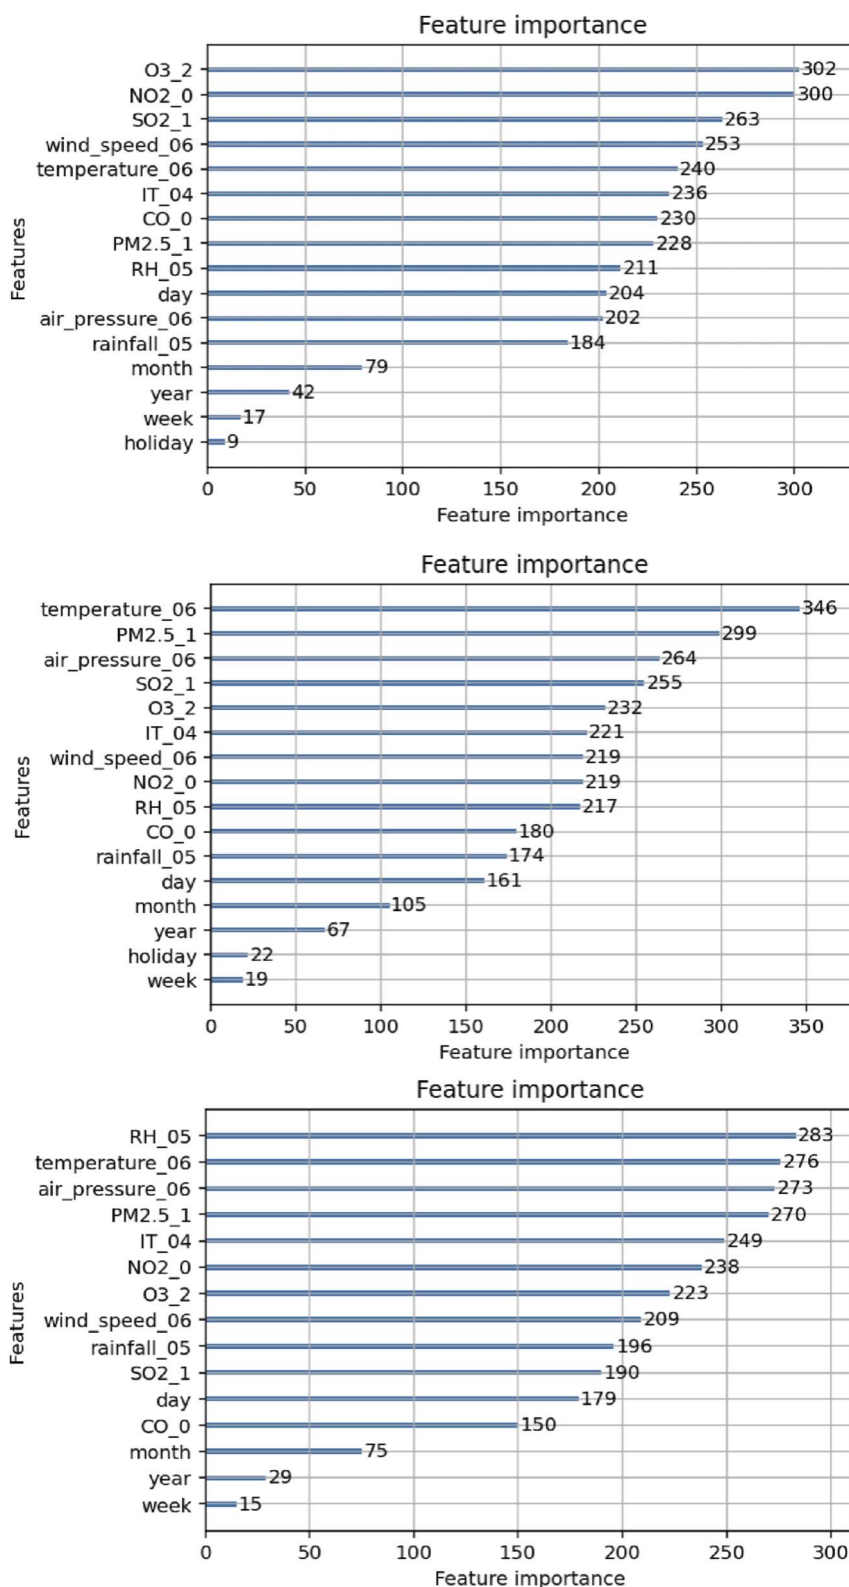 Feature importance
O3_2 302
NO2_0 300
SO2_1 263
wind_speed_06 253
temperature_06 240
IT_04 236
CO_0 230
PM2.5_1 228
RH_05 211
day 204
air_pressure_06 202
rainfall_05 184
month 79
year 42
week 17
holiday 9
Features
0 50 100 150 200 250 300
Feature importance
Feature importance
temperature_06 346
PM2.5_1 299
air_pressure_06 264
SO2_1 255
O3_2 232
IT_04 221
wind_speed_06 219
NO2_0 219
RH_05 217
CO_0 180
rainfall_05 174
day 161
month 105
year 67
holiday 22
week 19
Features
0 50 100 150 200 250 300 350
Feature importance
Feature importance
RH_05 283
temperature_06 276
air_pressure_06 273
PM2.5_1 270
IT_04 249
NO2_0 238
O3_2 223
wind_speed_06 209
rainfall_05 196
SO2_1 190
day 179
CO_0 150
month 75
year 29
week 15
Features
0 50 100 150 200 250 300
Feature importance